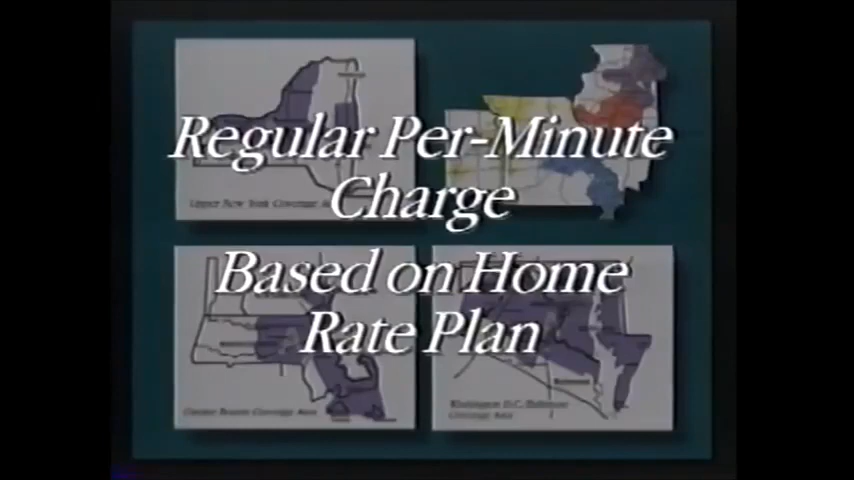 Regular Per-Minute
Charge
Upper New York Coverage
Based on Home
Rate Plan
Greater Boston Coverage Area
Washington D.C./Baltimore
Coverage Area